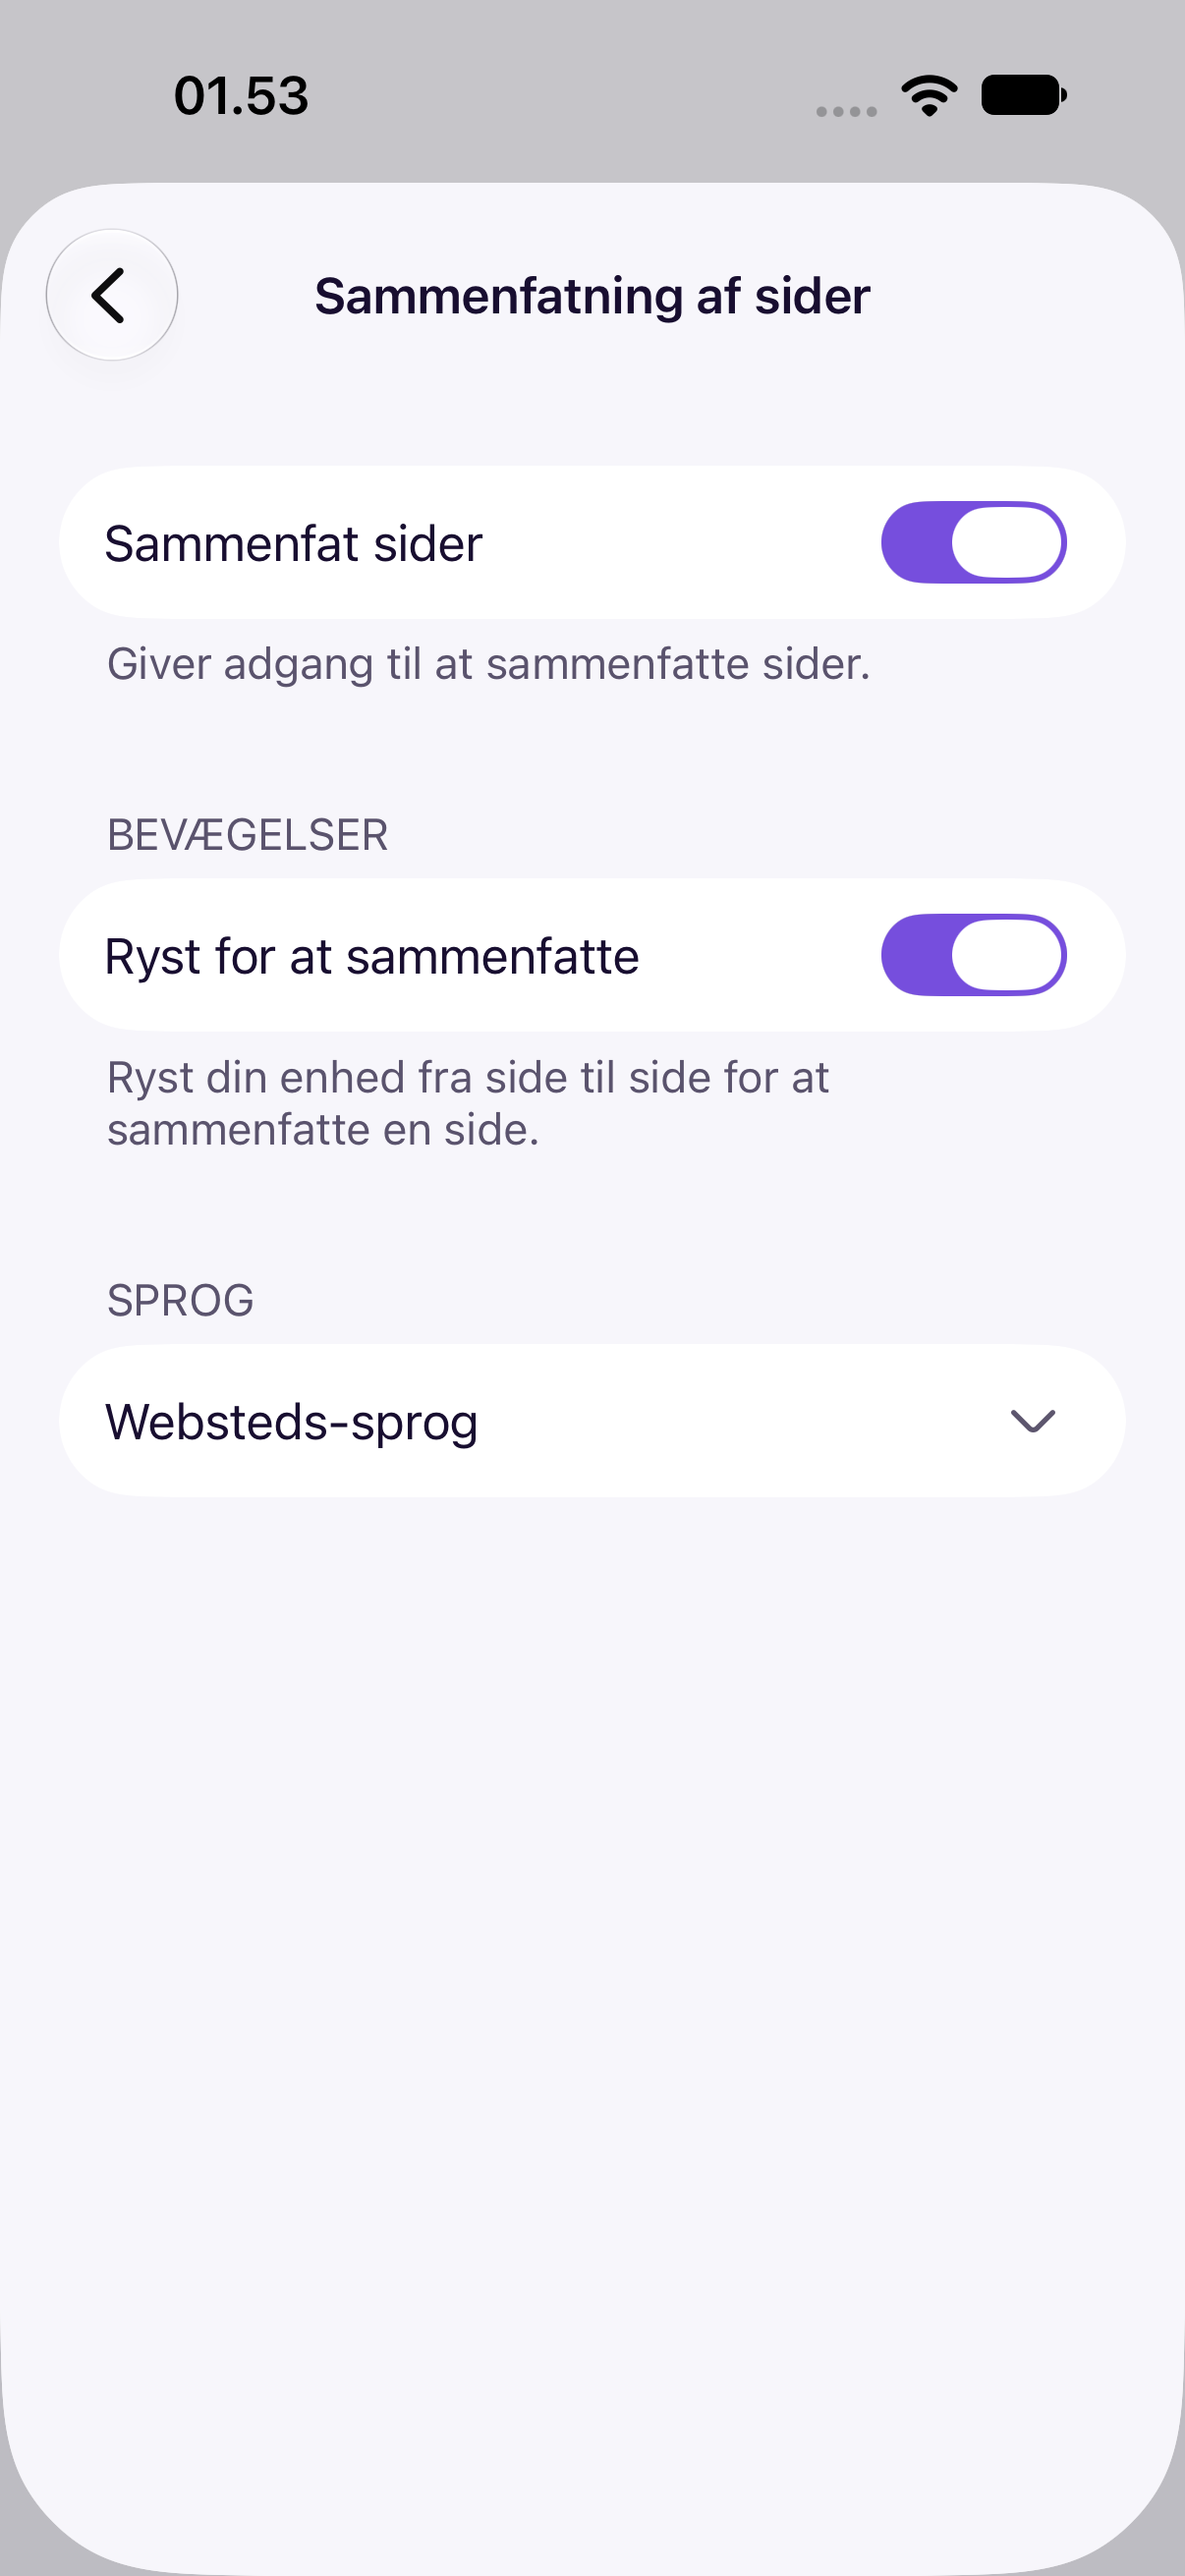 01.53
Sammenfatning af sider
Sammenfat sider
Giver adgang til at sammenfatte sider.
BEVÆGELSER
Ryst for at sammenfatte
Ryst din enhed fra side til side for at
sammenfatte en side.
SPROG
Websteds-sprog